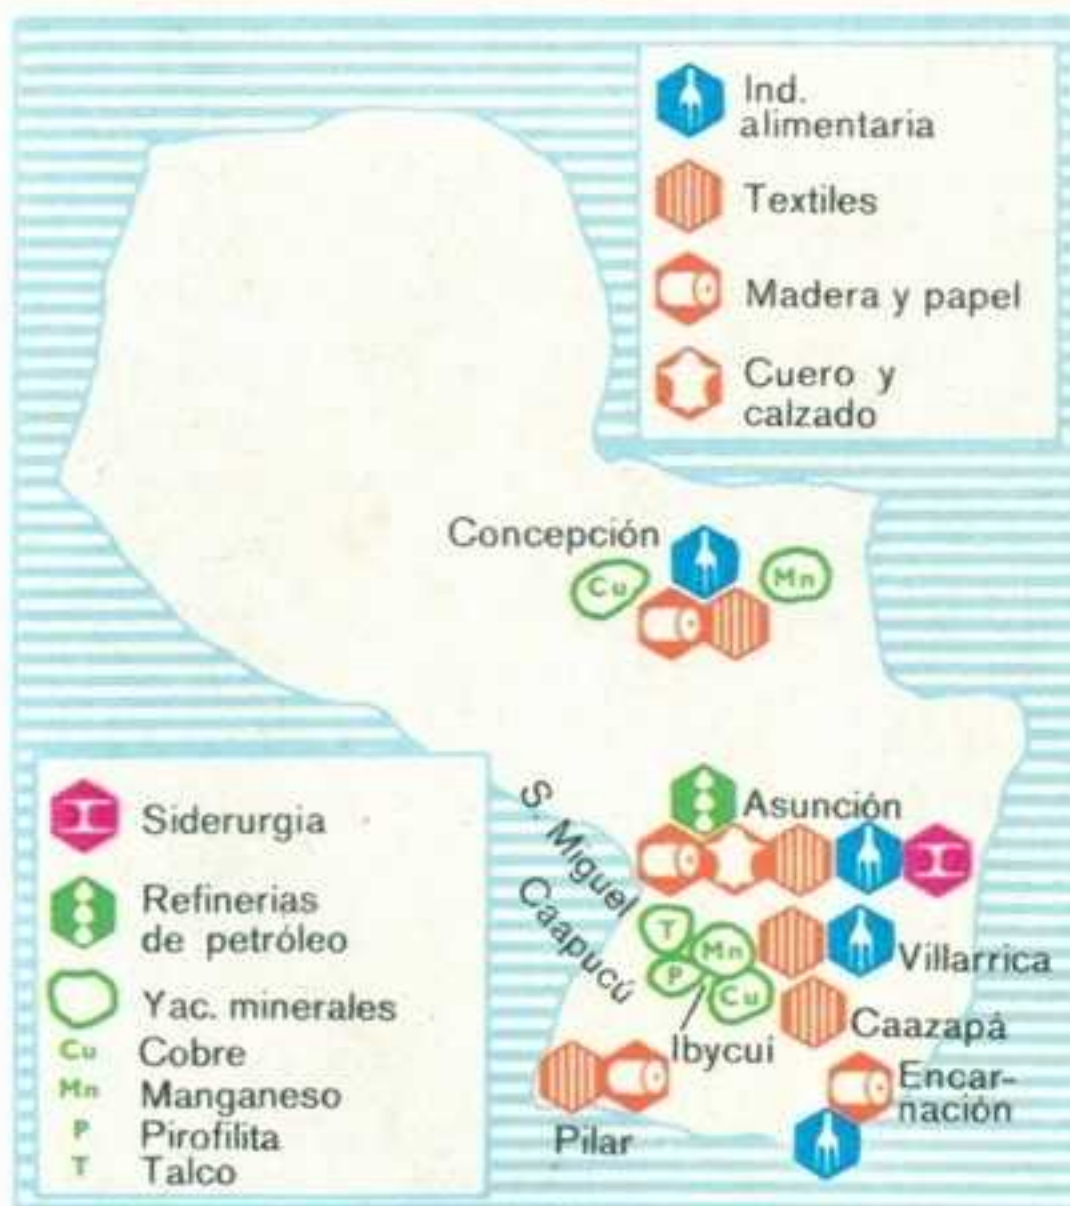 Ind.
alimentaria
Textiles
Madera y papel
Cuero y
calzado
Concepción
Cu
Mn
Siderurgia
Refinerias
de petróleo
Yac. minerales
Cu Cobre
Mn Manganeso
P Pirofilita
T Talco
Asunción
S. Miguel
Caapucú
T
Mn
P
Cu
Villarrica
Caazapá
Ibycuí
Encar-
nación
Pilar